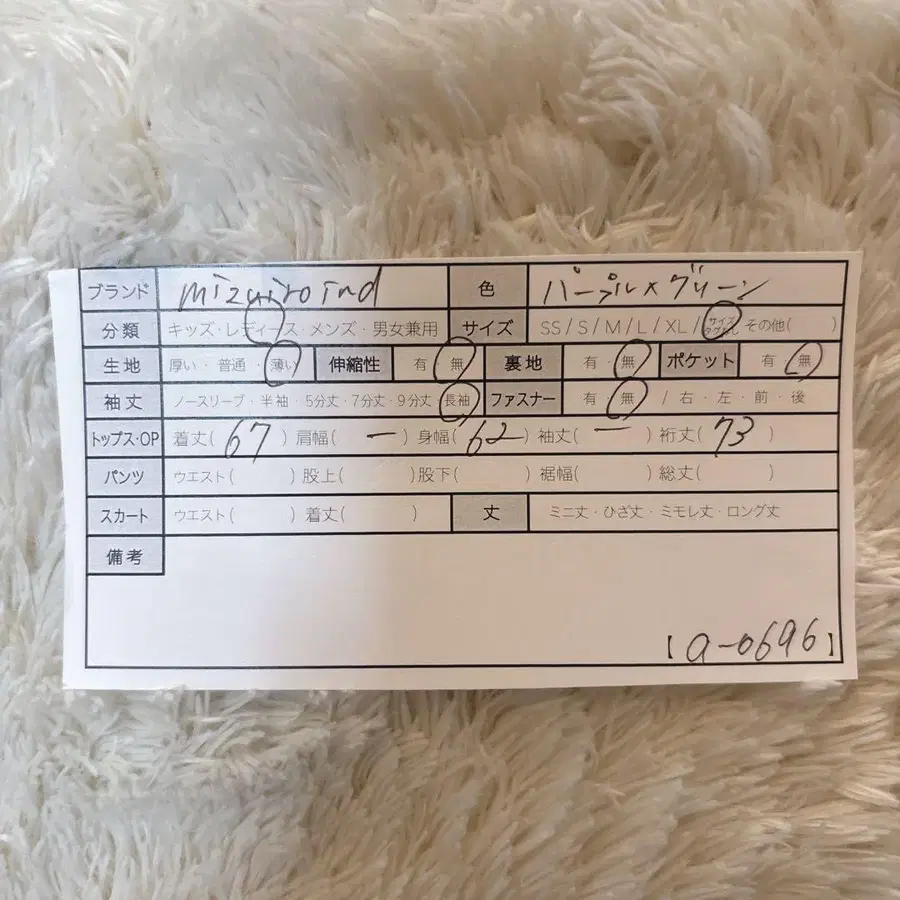 ブランド mizuiro ind 色 パープル×グリーン
分類 キッズ・レディース・メンズ・男女兼用 サイズ SS / S / M / L / XL / サイズタグなし その他( )
生地 厚い・普通・薄い 伸縮性 有・無 裏地 有・無 ポケット 有・無
袖丈 ノースリーブ・半袖・5分丈・7分丈・9分丈・長袖 ファスナー 有・無 / 右・左・前・後
トップス・OP 着丈( 67 ) 肩幅( ー ) 身幅( 62 ) 袖丈( ー ) 裄丈( 73 )
パンツ ウエスト( ) 股上( ) 股下( ) 裾幅( ) 総丈( )
スカート ウエスト( ) 着丈( ) 丈 ミニ丈・ひざ丈・ミモレ丈・ロング丈
備考
【a-0696】